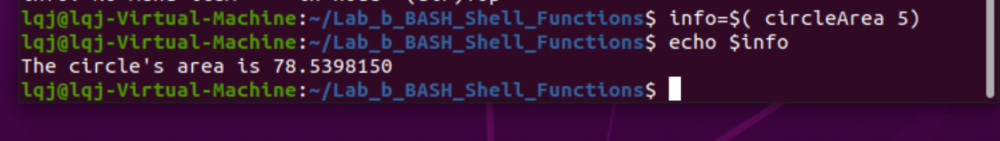 lqj@lqj-Virtual-Machine:~/Lab_b_BASH_Shell_Functions$ info=$( circleArea 5)
lqj@lqj-Virtual-Machine:~/Lab_b_BASH_Shell_Functions$ echo $info
The circle's area is 78.5398150
lqj@lqj-Virtual-Machine:~/Lab_b_BASH_Shell_Functions$